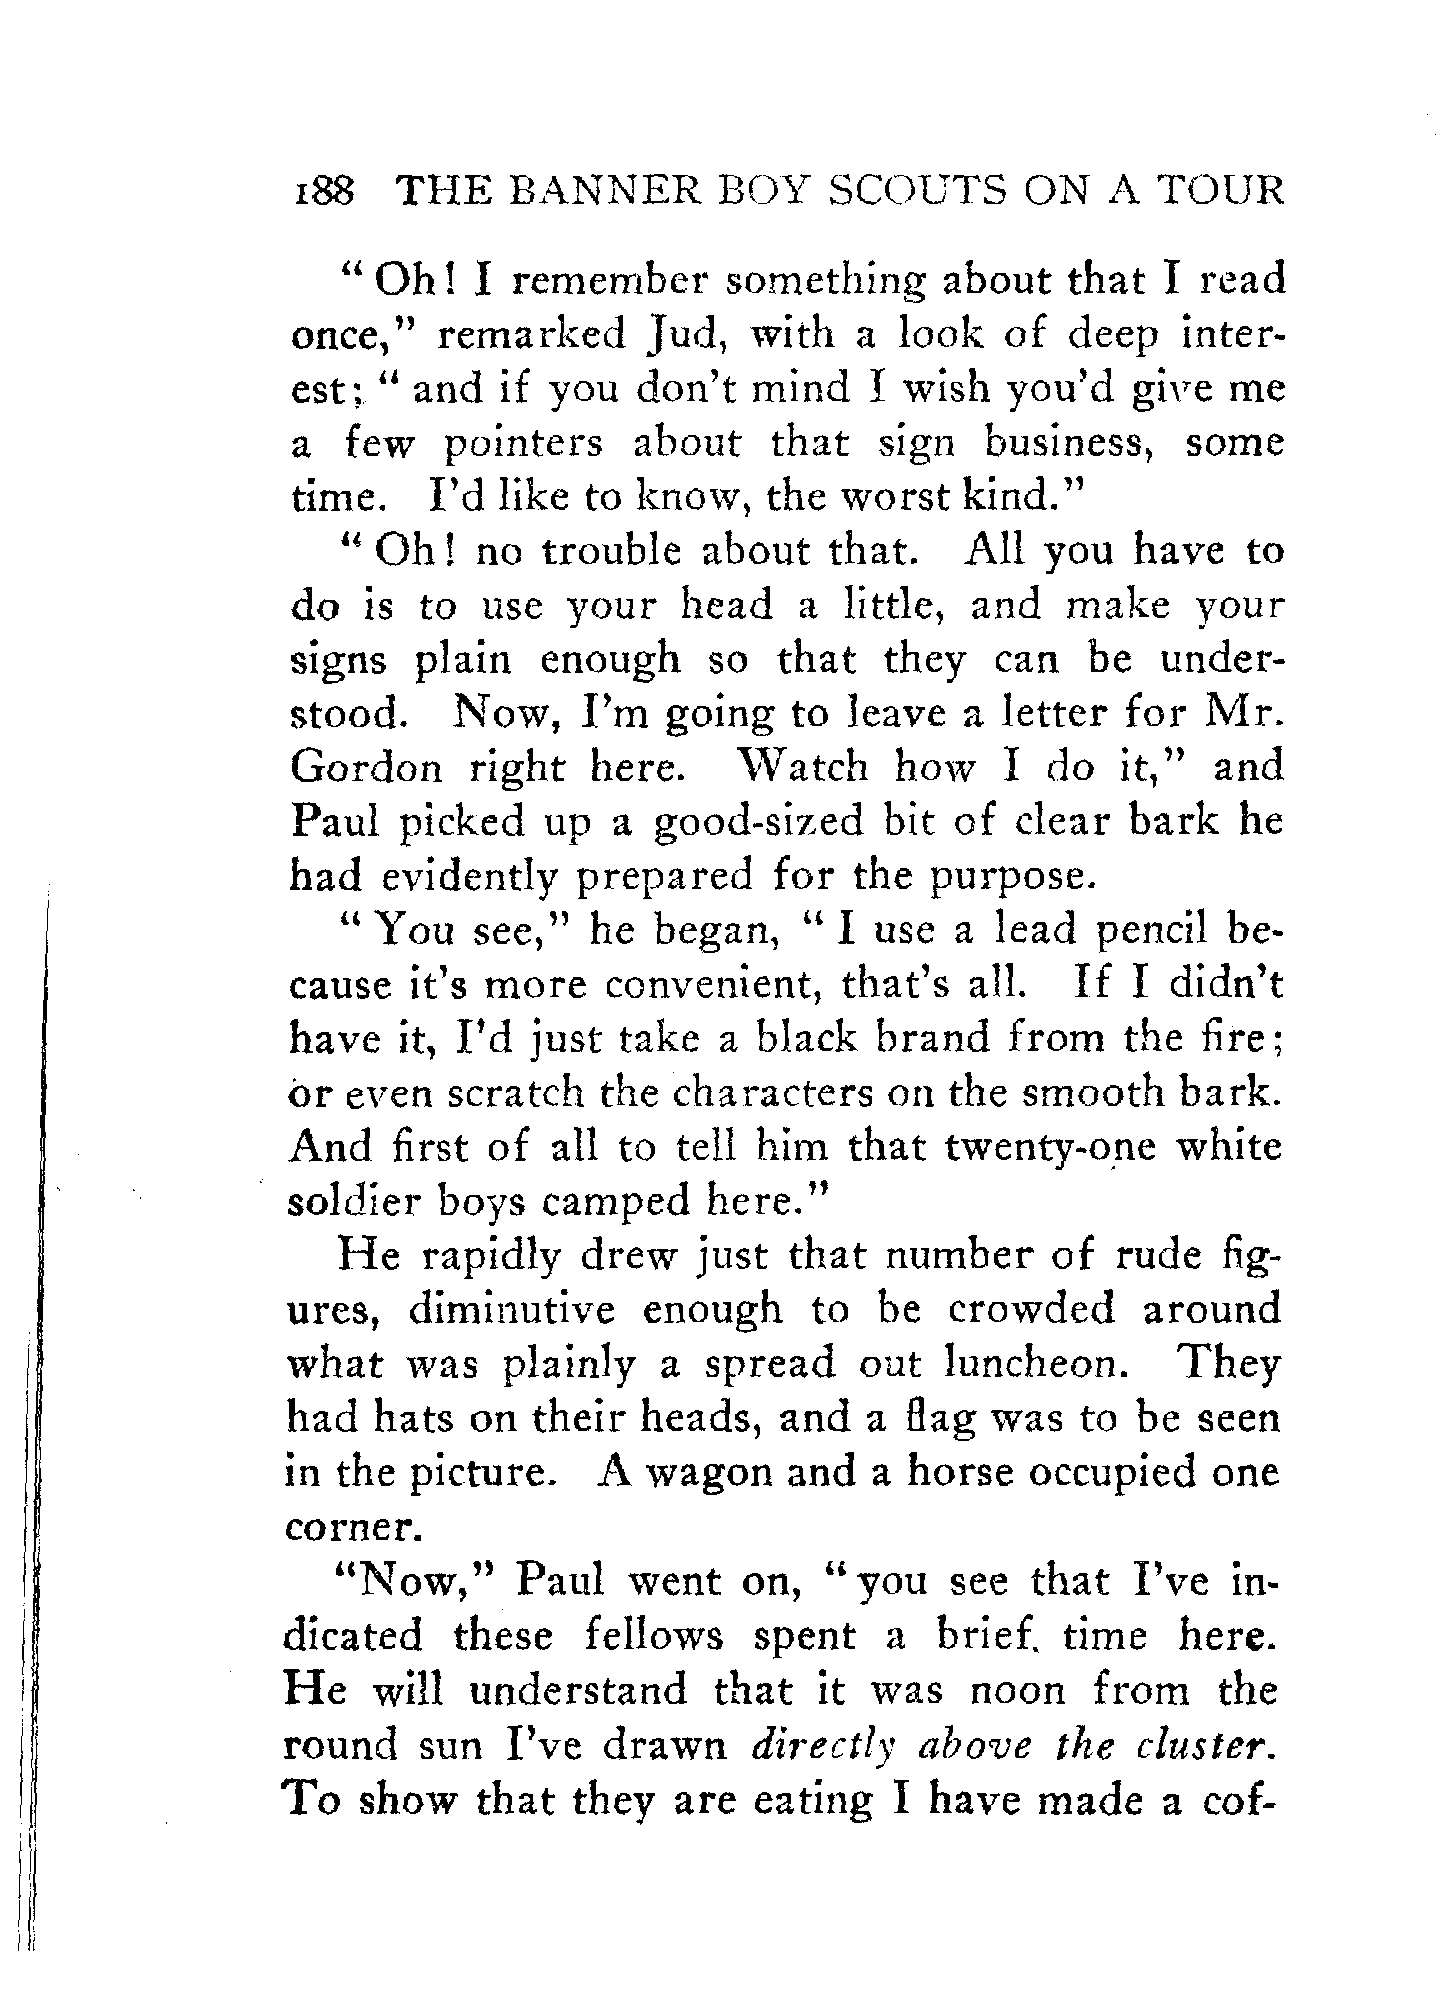 188 THE BANNER BOY SCOUTS ON A TOUR
“ Oh! I remember something about that I read
once,” remarked Jud, with a look of deep inter-
est; “ and if you don't mind I wish you'd give me
a few pointers about that sign business, some
time. I'd like to know, the worst kind.”
“ Oh! no trouble about that. All you have to
do is to use your head a little, and make your
signs plain enough so that they can be under-
stood. Now, I'm going to leave a letter for Mr.
Gordon right here. Watch how I do it,” and
Paul picked up a good-sized bit of clear bark he
had evidently prepared for the purpose.
“ You see,” he began, “ I use a lead pencil be-
cause it's more convenient, that's all. If I didn't
have it, I'd just take a black brand from the fire;
or even scratch the characters on the smooth bark.
And first of all to tell him that twenty-one white
soldier boys camped here.”
He rapidly drew just that number of rude fig-
ures, diminutive enough to be crowded around
what was plainly a spread out luncheon. They
had hats on their heads, and a flag was to be seen
in the picture. A wagon and a horse occupied one
corner.
“Now,” Paul went on, “ you see that I've in-
dicated these fellows spent a brief time here.
He will understand that it was noon from the
round sun I've drawn directly above the cluster.
To show that they are eating I have made a cof-